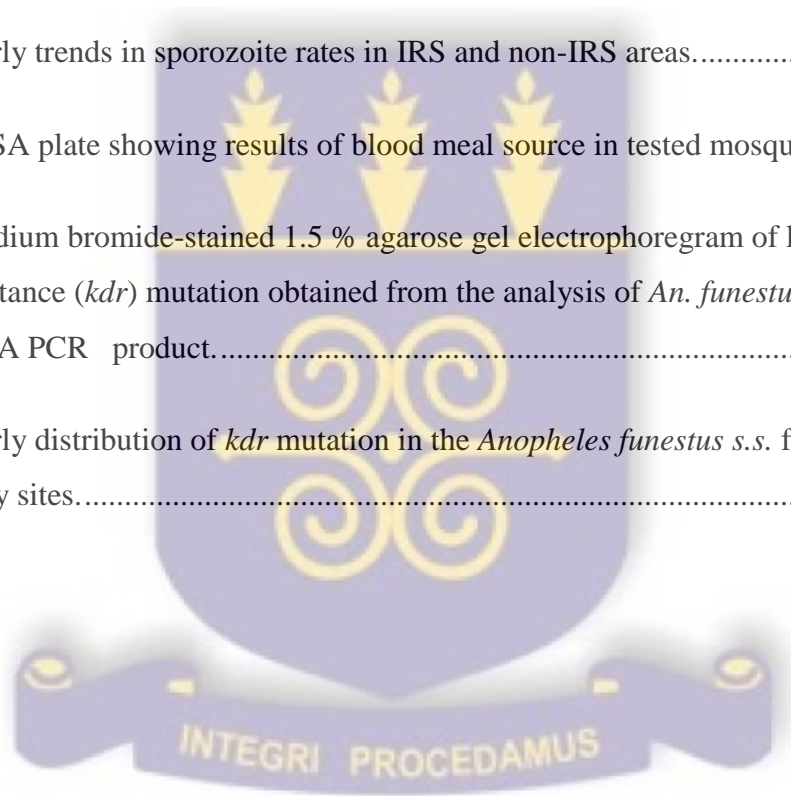 rly trends in sporozoite rates in IRS and non-IRS areas.............
SA plate showing results of blood meal source in tested mosqu
dium bromide-stained 1.5 % agarose gel electrophoregram of
tance (kdr) mutation obtained from the analysis of An. funestu
A PCR product.............................................................................
rly distribution of kdr mutation in the Anopheles funestus s.s. f
y sites.............................................................................................
INTEGRI PROCEDAMUS